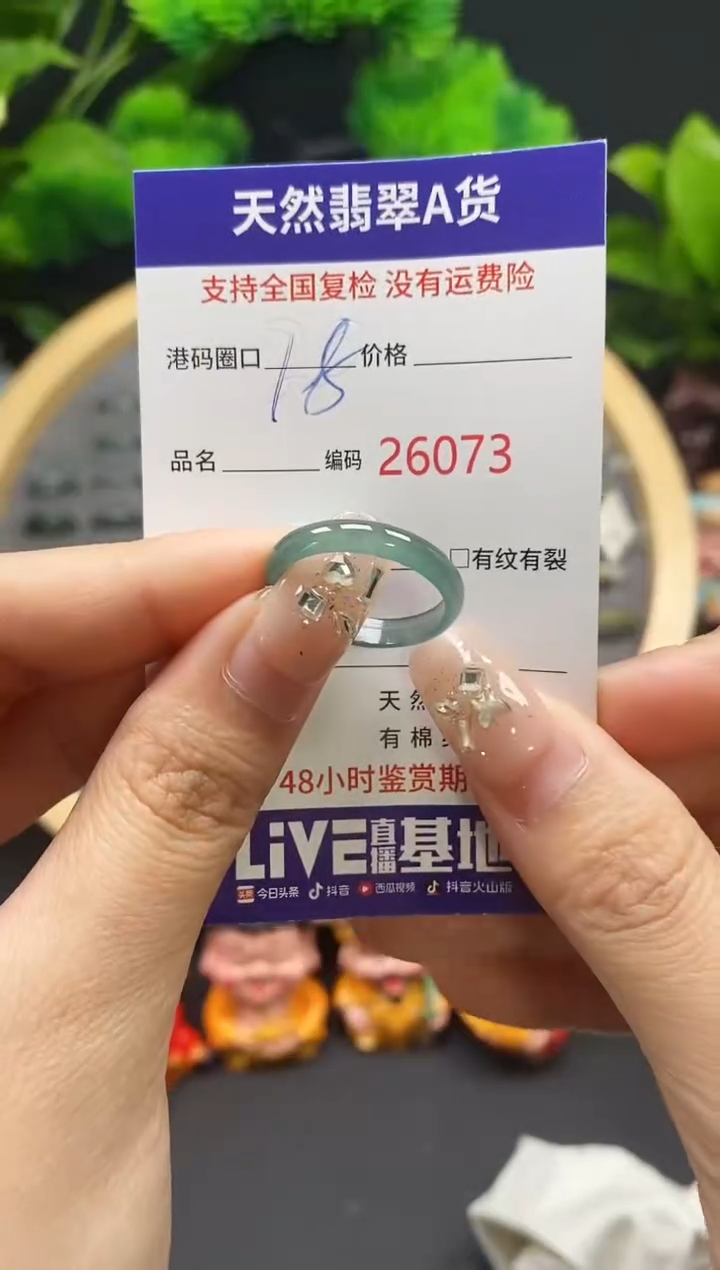 天然翡翠A货
支持全国复检 没有运费险
港码圈口 18 价格
品名 编码 26073
□有纹有裂
天然
有棉
48小时鉴赏期
LiVE直播基地
头条 今日头条 抖音 西瓜视频 抖音火山版